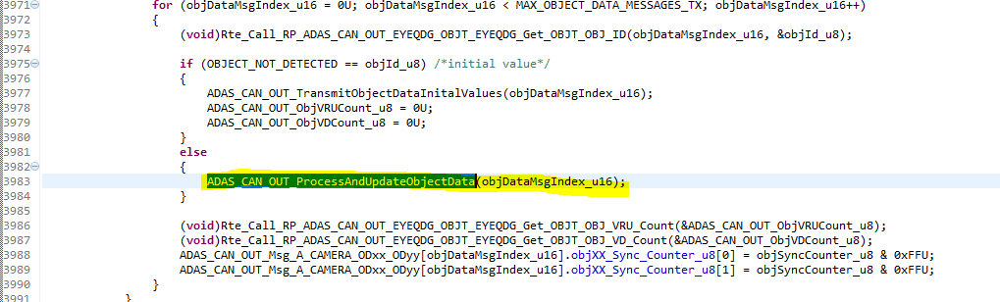 3971 for (objDataMsgIndex_u16 = 0U; objDataMsgIndex_u16 < MAX_OBJECT_DATA_MESSAGES_TX; objDataMsgIndex_u16++)
3972 {
3973 (void)Rte_Call_RP_ADAS_CAN_OUT_EYEQDG_OBJT_EYEQDG_Get_OBJT_OBJ_ID(objDataMsgIndex_u16, &objId_u8);
3974
3975 if (OBJECT_NOT_DETECTED == objId_u8) /*initial value*/
3976 {
3977 ADAS_CAN_OUT_TransmitObjectDataInitalValues(objDataMsgIndex_u16);
3978 ADAS_CAN_OUT_ObjVRUCount_u8 = 0U;
3979 ADAS_CAN_OUT_ObjVDCount_u8 = 0U;
3980 }
3981 else
3982 {
3983 ADAS_CAN_OUT_ProcessAndUpdateObjectData(objDataMsgIndex_u16);
3984 }
3985
3986 (void)Rte_Call_RP_ADAS_CAN_OUT_EYEQDG_OBJT_EYEQDG_Get_OBJT_OBJ_VRU_Count(&ADAS_CAN_OUT_ObjVRUCount_u8);
3987 (void)Rte_Call_RP_ADAS_CAN_OUT_EYEQDG_OBJT_EYEQDG_Get_OBJT_OBJ_VD_Count(&ADAS_CAN_OUT_ObjVDCount_u8);
3988 ADAS_CAN_OUT_Msg_A_CAMERA_ODxx_ODyy[objDataMsgIndex_u16].objXX_Sync_Counter_u8[0] = objSyncCounter_u8 & 0xFFU;
3989 ADAS_CAN_OUT_Msg_A_CAMERA_ODxx_ODyy[objDataMsgIndex_u16].objXX_Sync_Counter_u8[1] = objSyncCounter_u8 & 0xFFU;
3990 }
3991 }